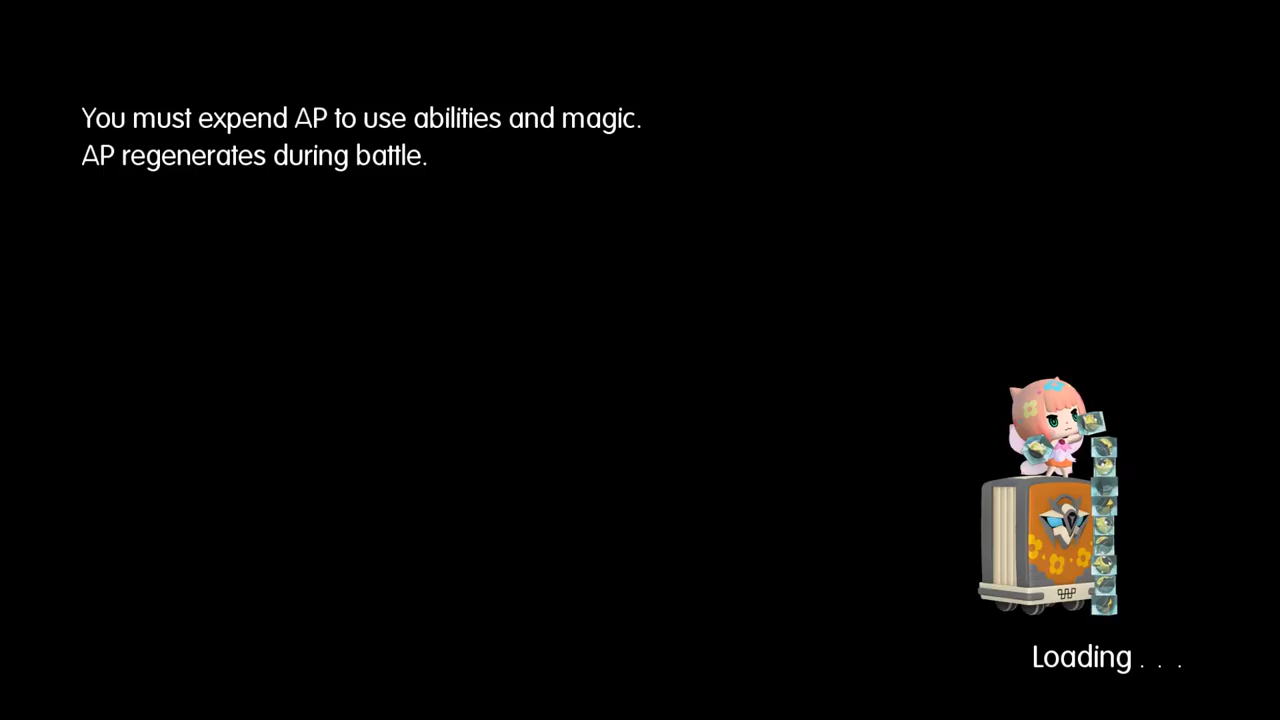 You must expend AP to use abilities and magic.
AP regenerates during battle.
Loading . . .